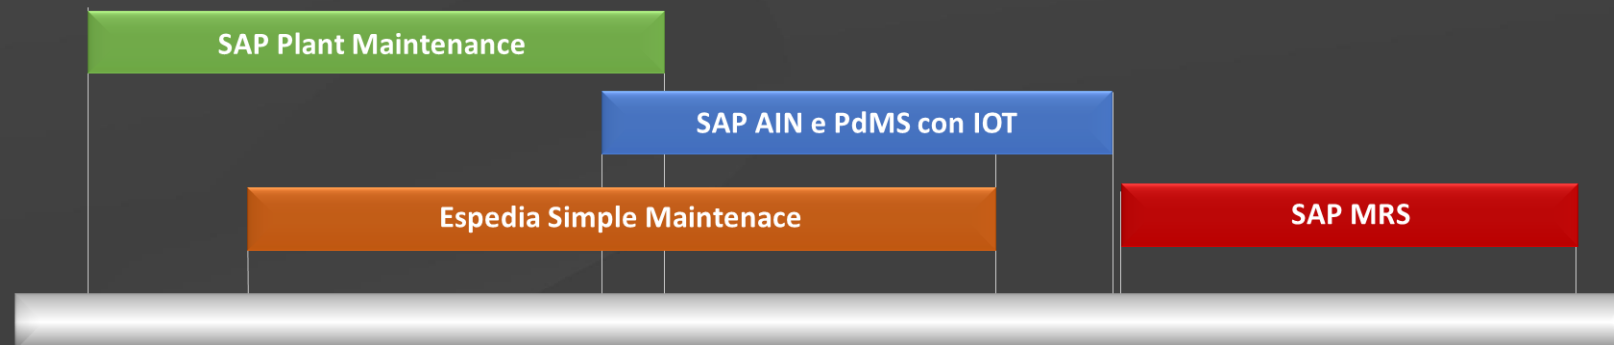 SAP Plant Maintenance
SAP AIN e PdMS con IOT
Espedia Simple Maintenace
SAP MRS